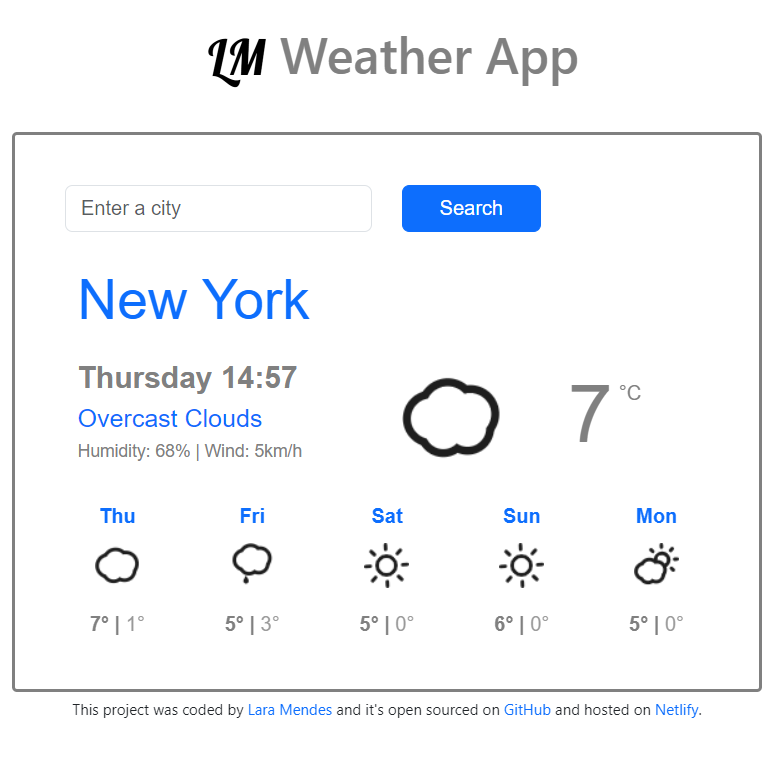 LM Weather App
Enter a city
Search
New York
Thursday 14:57
Overcast Clouds
Humidity: 68% | Wind: 5km/h
7 °C
Thu Fri Sat Sun Mon
7° | 1° 5° | 3° 5° | 0° 6° | 0° 5° | 0°
This project was coded by Lara Mendes and it's open sourced on GitHub and hosted on Netlify.